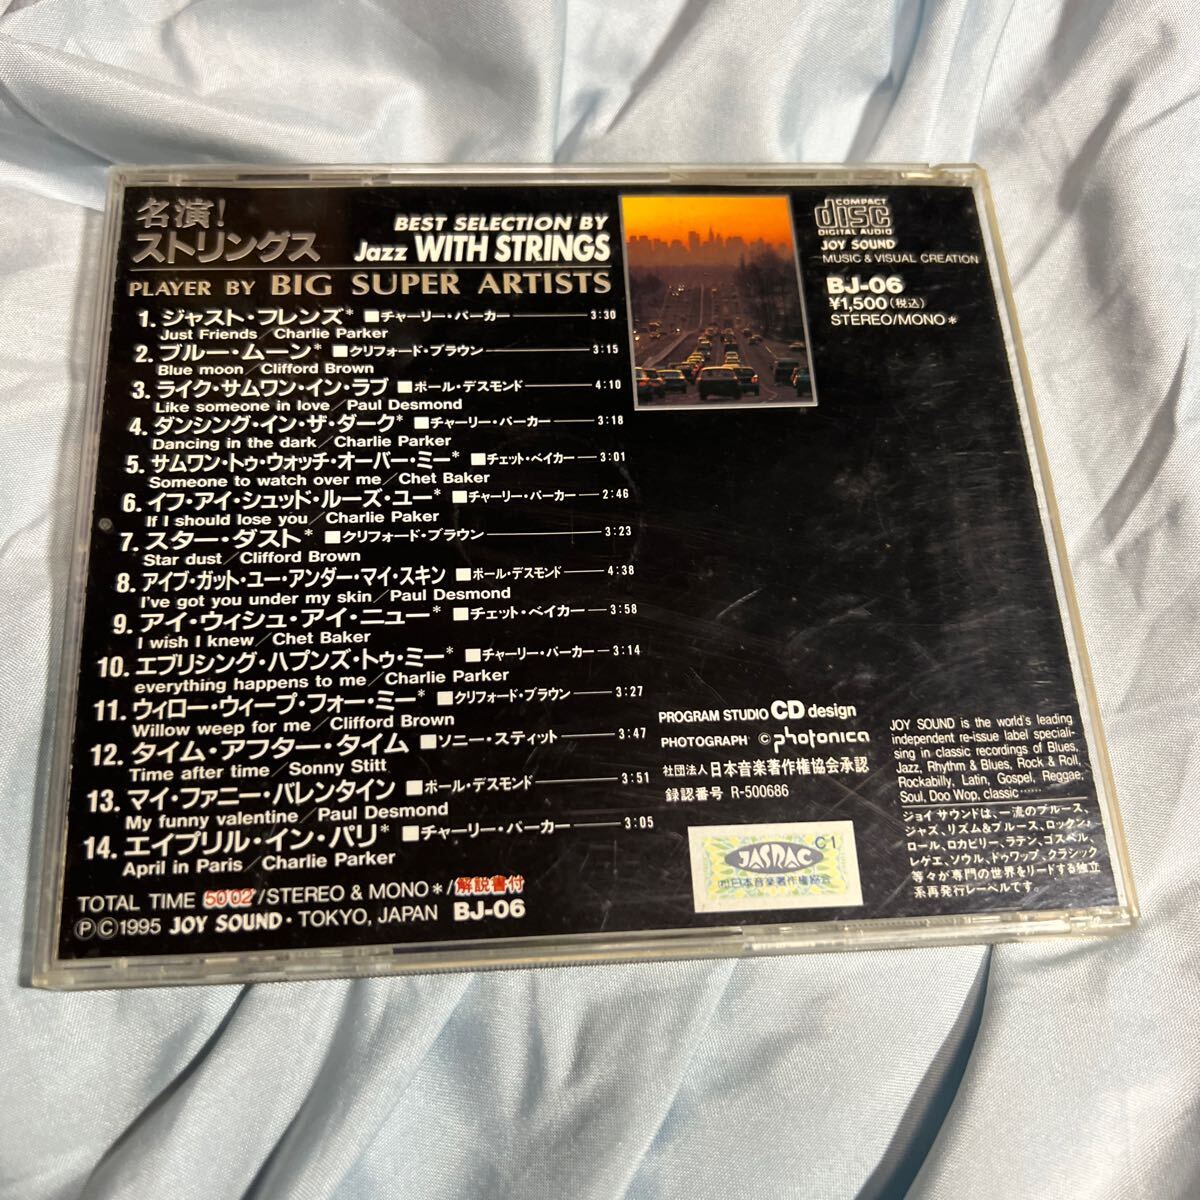 名演!
ストリングス
BEST SELECTION BY
Jazz WITH STRINGS
PLAYER BY BIG SUPER ARTISTS
1. ジャスト・フレンズ* ■チャーリー・パーカー 3:30
Just Friends/Charlie Parker
2. ブルー・ムーン* ■クリフォード・ブラウン 3:15
Blue moon/Clifford Brown
3. ライク・サムワン・イン・ラブ ■ポール・デスモンド 4:10
Like someone in love/Paul Desmond
4. ダンシング・イン・ザ・ダーク* ■チャーリー・パーカー 3:18
Dancing in the dark/Charlie Parker
5. サムワン・トゥ・ウォッチ・オーバー・ミー* ■チェット・ベイカー 3:01
Someone to watch over me/Chet Baker
6. イフ・アイ・シュッド・ルーズ・ユー* ■チャーリー・パーカー 2:46
If I should lose you/Charlie Paker
7. スター・ダスト* ■クリフォード・ブラウン 3:23
Star dust/Clifford Brown
8. アイブ・ガット・ユー・アンダー・マイ・スキン ■ポール・デスモンド 4:38
I've got you under my skin/Paul Desmond
9. アイ・ウィシュ・アイ・ニュー* ■チェット・ベイカー 3:58
I wish I knew/Chet Baker
10. エブリシング・ハプンズ・トゥ・ミー* ■チャーリー・パーカー 3:14
everything happens to me/Charlie Parker
11. ウィロー・ウィープ・フォー・ミー* ■クリフォード・ブラウン 3:27
Willow weep for me/Clifford Brown
12. タイム・アフター・タイム ■ソニー・スティット 3:47
Time after time/Sonny Stitt
13. マイ・ファニー・バレンタイン ■ポール・デスモンド 3:51
My funny valentine/Paul Desmond
14. エイプリル・イン・パリ* ■チャーリー・パーカー 3:05
April in Paris/Charlie Parker
TOTAL TIME 50'02"/STEREO & MONO*/解説書付
ⓅⒸ1995 JOY SOUND・TOKYO, JAPAN BJ-06
COMPACT
disc
DIGITAL AUDIO
JOY SOUND
MUSIC & VISUAL CREATION
BJ-06
¥1,500(税込)
STEREO/MONO*
PROGRAM STUDIO CD design
PHOTOGRAPH ©photonica
社団法人日本音楽著作権協会承認
録認番号 R-500686
JASRAC
C1
(社)日本音楽著作権協会
JOY SOUND is the world's leading
independent re-issue label speciali-
sing in classic recordings of Blues,
Jazz, Rhythm & Blues, Rock & Roll,
Rockabilly, Latin, Gospel, Reggae,
Soul, Doo Wop, classic……
ジョイサウンドは、一流のブルース、
ジャズ、リズム&ブルース、ロックン・
ロール、ロカビリー、ラテン、ゴスペル、
レゲエ、ソウル、ドゥワップ、クラシック
等々が専門の世界をリードする独立
系再発行レーベルです。